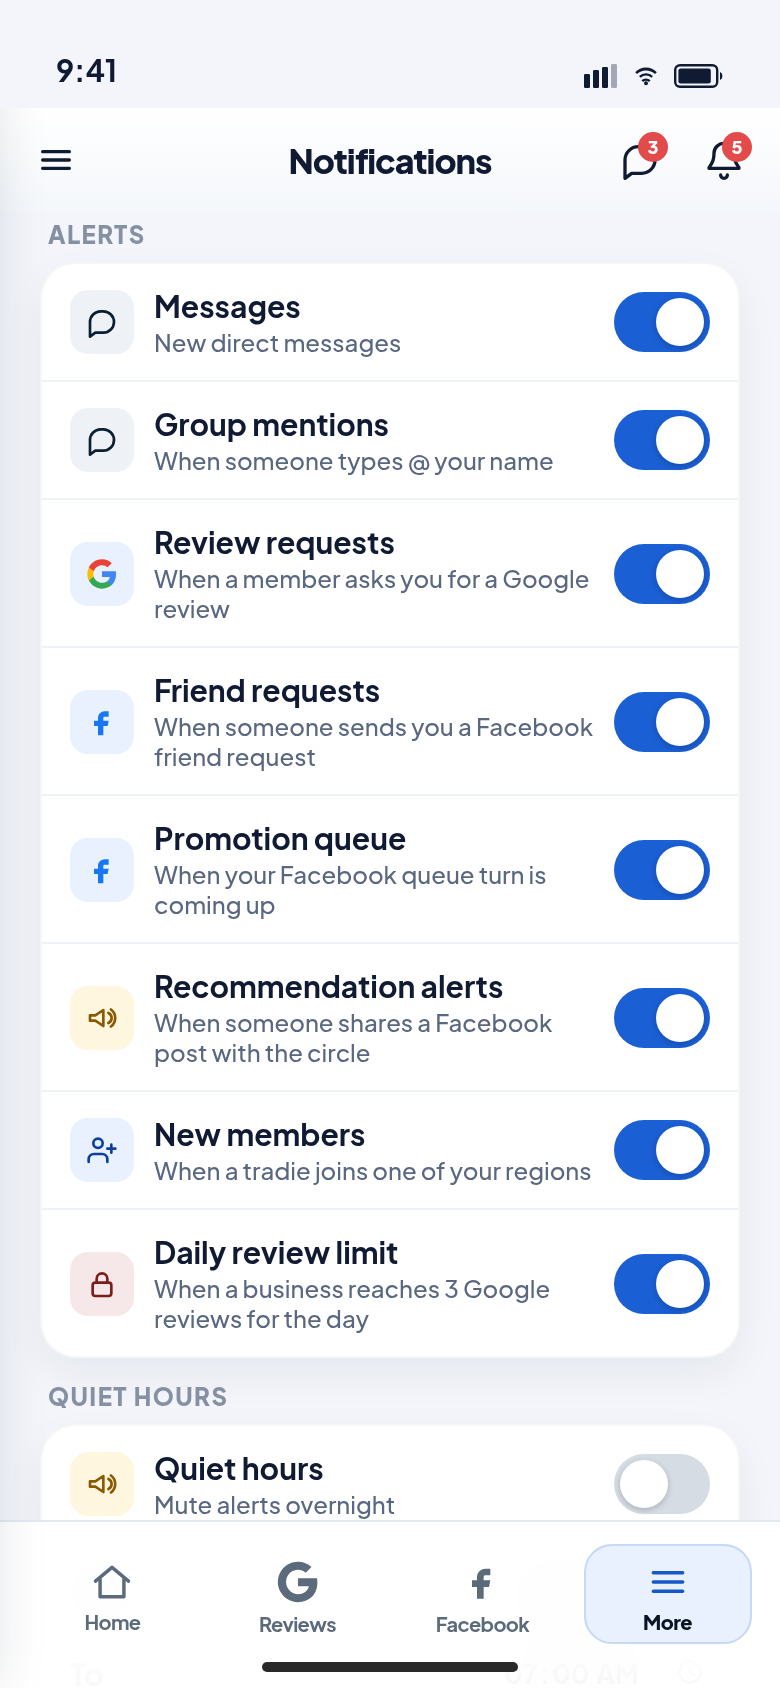 9:41
Notifications
3
5
ALERTS
Messages
New direct messages
Group mentions
When someone types @ your name
Review requests
When a member asks you for a Google
review
Friend requests
When someone sends you a Facebook
friend request
Promotion queue
When your Facebook queue turn is
coming up
Recommendation alerts
When someone shares a Facebook
post with the circle
New members
When a tradie joins one of your regions
Daily review limit
When a business reaches 3 Google
reviews for the day
QUIET HOURS
Quiet hours
Mute alerts overnight
Home
Reviews
Facebook
More
To
07:00 AM